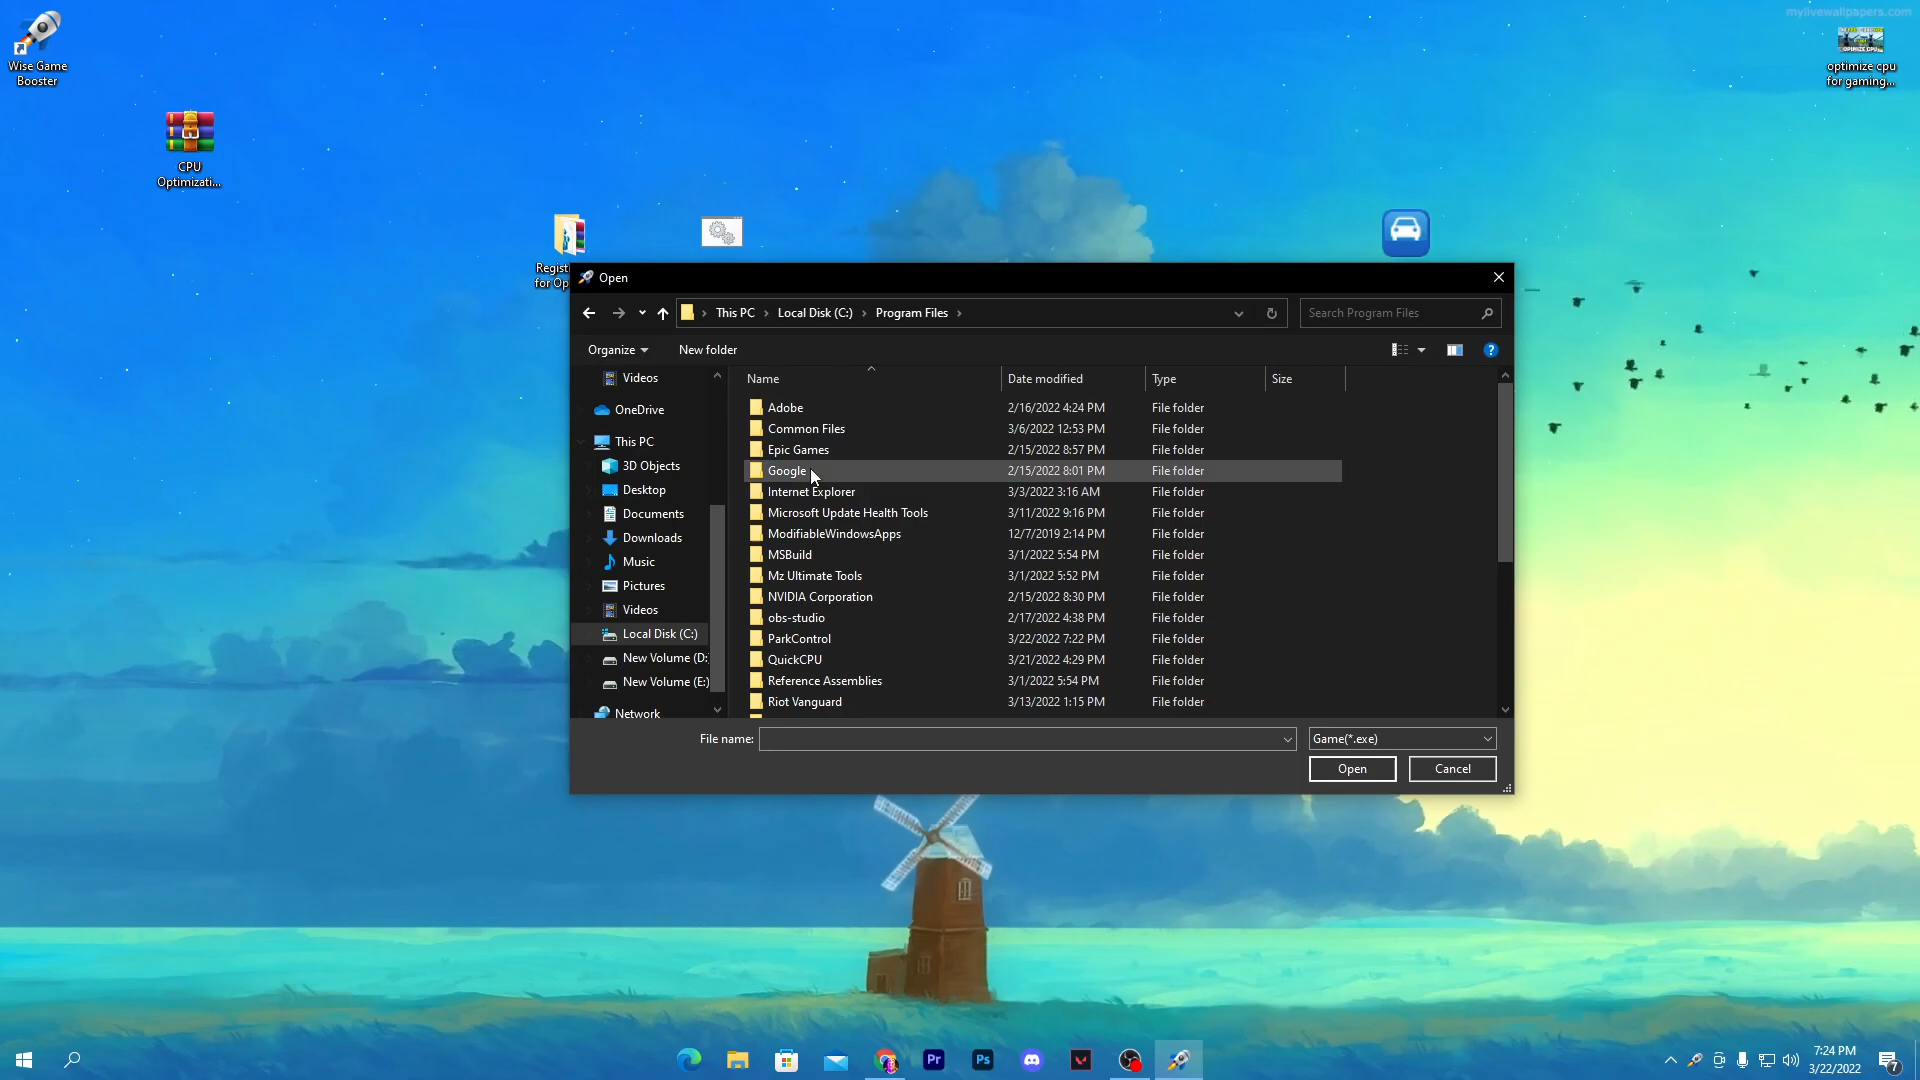 mylivewallpapers.com
Wise Game
Booster
optimize cpu
for gaming...
CPU
Optimizati...
Regist
for Op
Open
This PC
Local Disk (C:)
Program Files
Search Program Files
Organize
New folder
Name
Date modified
Type
Size
Videos
OneDrive
This PC
3D Objects
Desktop
Documents
Downloads
Music
Pictures
Videos
Local Disk (C:)
New Volume (D:
New Volume (E:)
Network
Adobe 2/16/2022 4:24 PM File folder
Common Files 3/6/2022 12:53 PM File folder
Epic Games 2/15/2022 8:57 PM File folder
Google 2/15/2022 8:01 PM File folder
Internet Explorer 3/3/2022 3:16 AM File folder
Microsoft Update Health Tools 3/11/2022 9:16 PM File folder
ModifiableWindowsApps 12/7/2019 2:14 PM File folder
MSBuild 3/1/2022 5:54 PM File folder
Mz Ultimate Tools 3/1/2022 5:52 PM File folder
NVIDIA Corporation 2/15/2022 8:30 PM File folder
obs-studio 2/17/2022 4:38 PM File folder
ParkControl 3/22/2022 7:22 PM File folder
QuickCPU 3/21/2022 4:29 PM File folder
Reference Assemblies 3/1/2022 5:54 PM File folder
Riot Vanguard 3/13/2022 1:15 PM File folder
File name:
Game(*.exe)
Open
Cancel
Pr
Ps
7:24 PM
3/22/2022
7